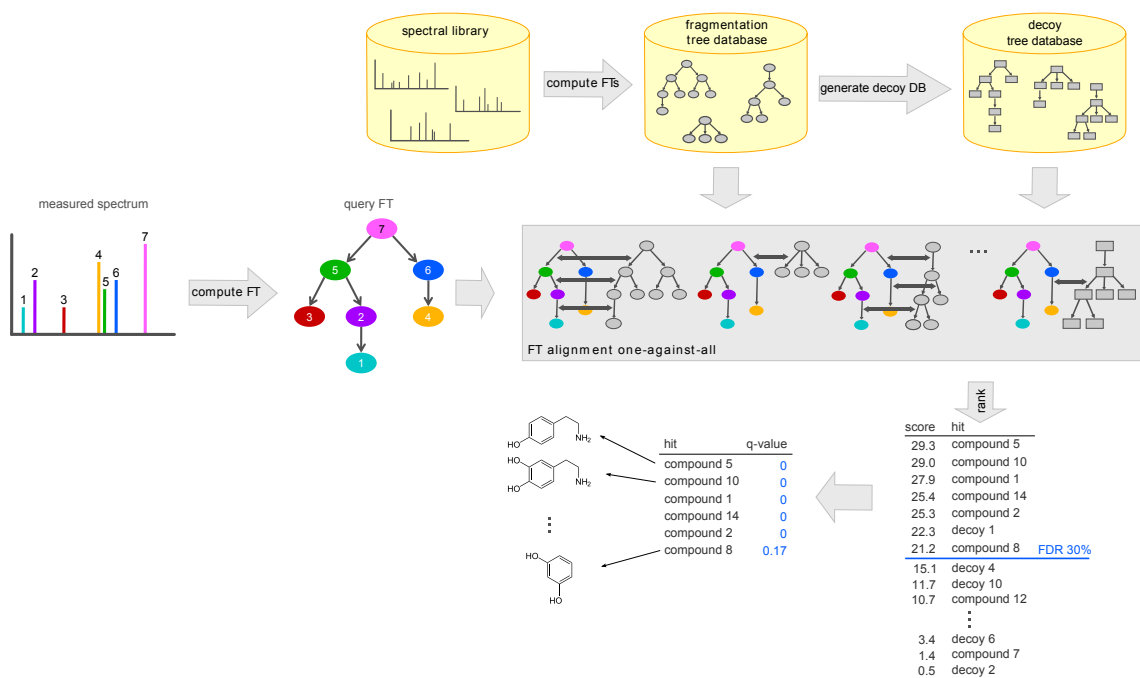 spectral library
fragmentation
tree database
decoy
tree database
compute FTs
generate decoy DB
measured spectrum
1
2
3
4
5
6
7
compute FT
query FT
7
5
6
3
2
4
1
...
FT alignment one-against-all
rank
score hit
29.3 compound 5
29.0 compound 10
27.9 compound 1
25.4 compound 14
25.3 compound 2
22.3 decoy 1
21.2 compound 8 FDR 30%
15.1 decoy 4
11.7 decoy 10
10.7 compound 12
3.4 decoy 6
1.4 compound 7
0.5 decoy 2
hit q-value
compound 5 0
compound 10 0
compound 1 0
compound 14 0
compound 2 0
compound 8 0.17
HO NH2
HO
HO NH2
HO
HO